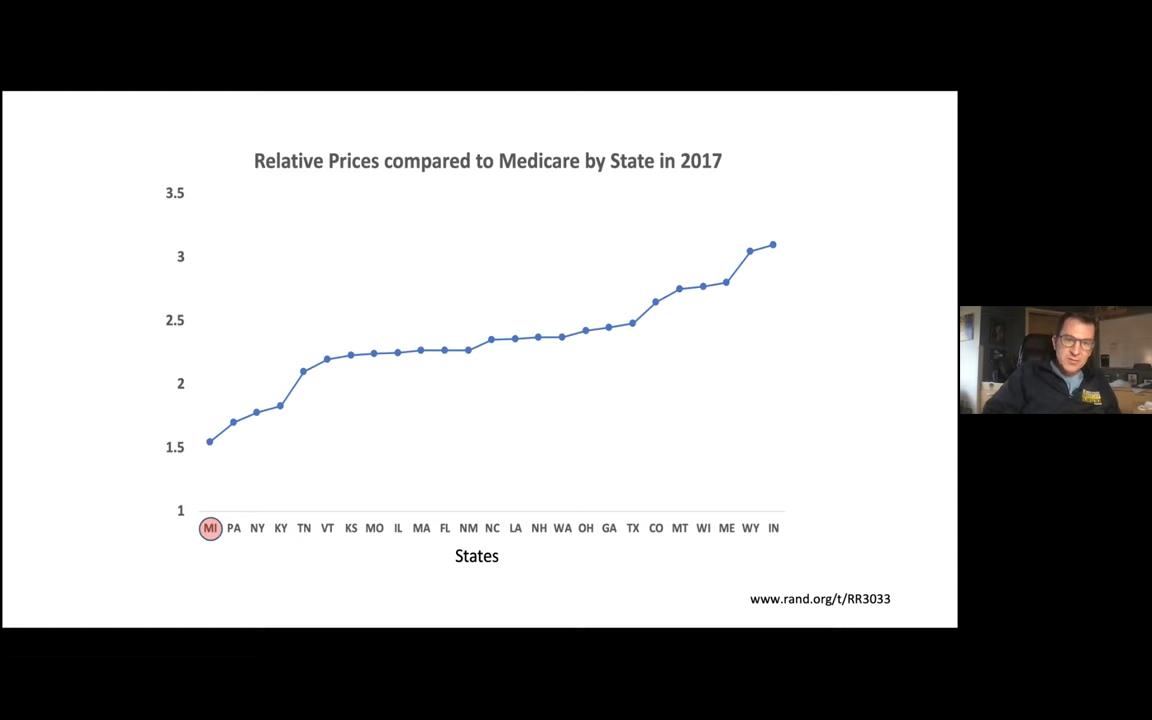 Relative Prices compared to Medicare by State in 2017
3.5
3
2.5
2
1.5
1
MI PA NY KY TN VT KS MO IL MA FL NM NC LA NH WA OH GA TX CO MT WI ME WY IN
States
www.rand.org/t/RR3033